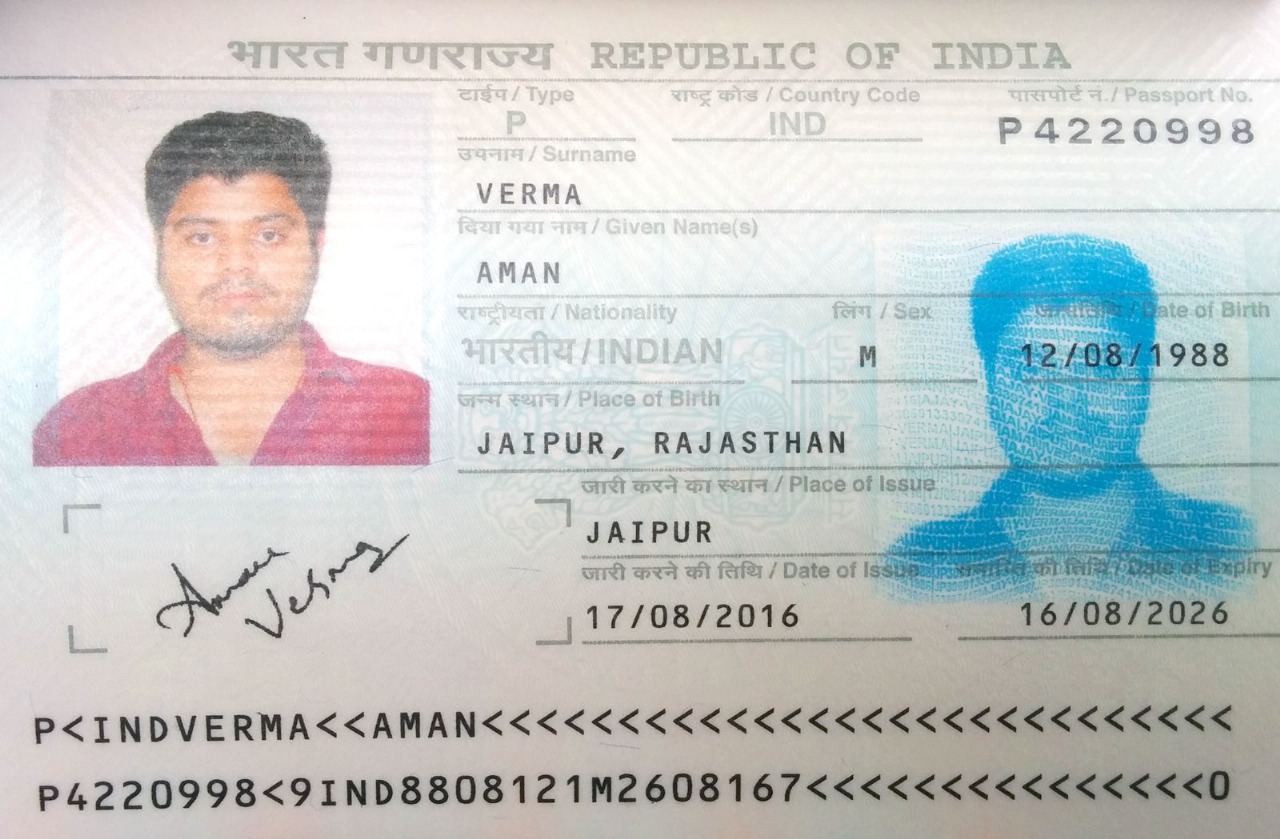 भारत गणराज्य REPUBLIC OF INDIA
टाईप / Type राष्ट्र कोड / Country Code पासपोर्ट नं. / Passport No.
P IND P4220998
उपनाम / Surname
VERMA
दिया गया नाम / Given Name(s)
AMAN
राष्ट्रीयता / Nationality लिंग / Sex जन्मतिथि / Date of Birth
भारतीय / INDIAN M 12/08/1988
जन्म स्थान / Place of Birth
JAIPUR, RAJASTHAN
जारी करने का स्थान / Place of Issue
JAIPUR
जारी करने की तिथि / Date of Issue समाप्ति की तिथि / Date of Expiry
17/08/2016 16/08/2026
Aman
Verma
P<INDVERMA<<AMAN<<<<<<<<<<<<<<<<<<<<<<<<<<<<
P4220998<9IND8808121M2608167<<<<<<<<<<<<<<<0